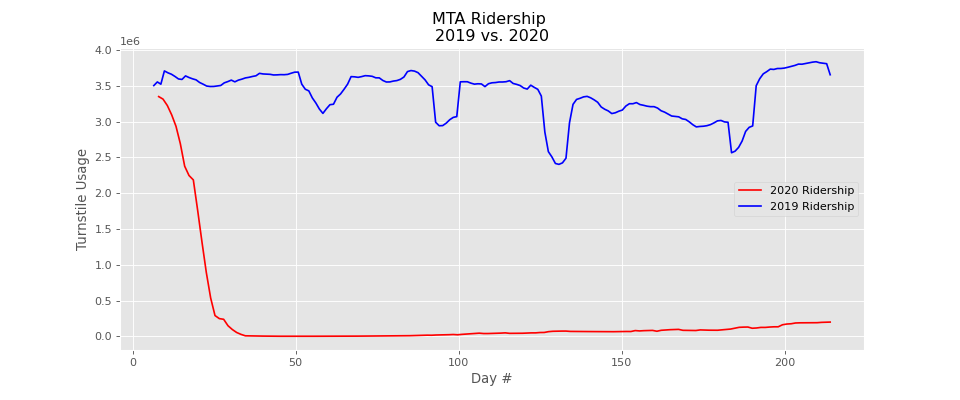 MTA Ridership
2019 vs. 2020
1e6
4.0
3.5
3.0
2.5
2.0
1.5
1.0
0.5
0.0
Turnstile Usage
2020 Ridership
2019 Ridership
0 50 100 150 200
Day #